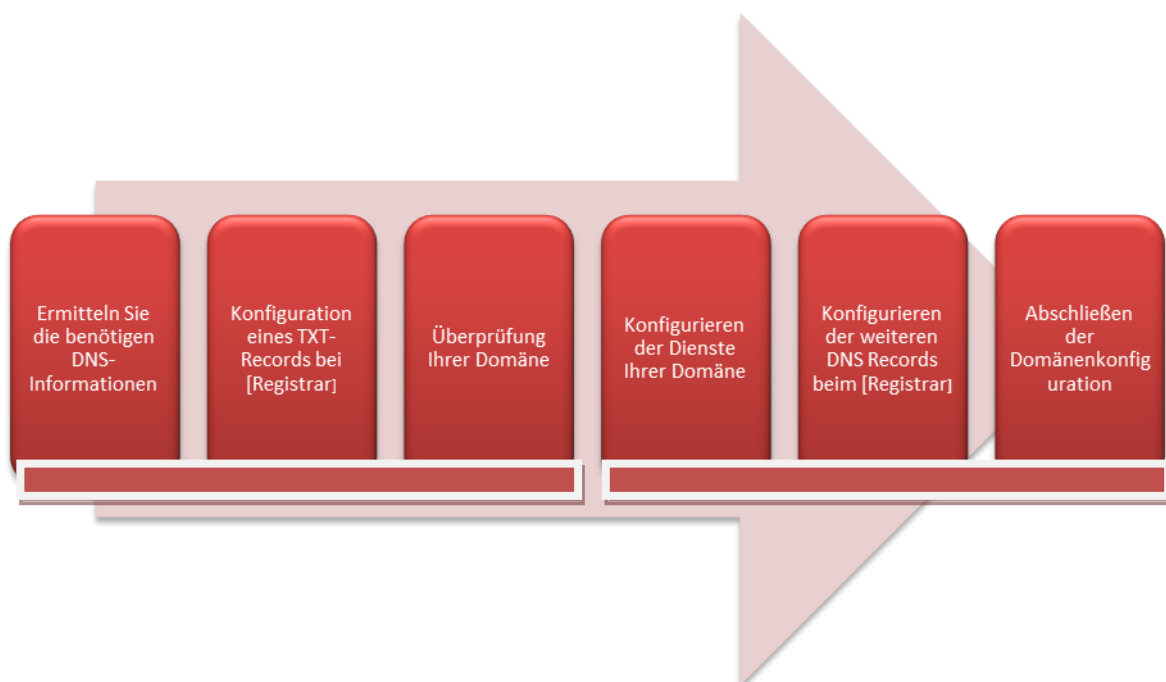 Ermitteln Sie
die benötigten
DNS-
Informationen
Konfiguration
eines TXT-
Records bei
[Registrar]
Überprüfung
Ihrer Domäne
Konfigurieren
der Dienste
Ihrer Domäne
Konfigurieren
der weiteren
DNS Records
beim [Registrar]
Abschließen
der
Domänenkonfig
uration